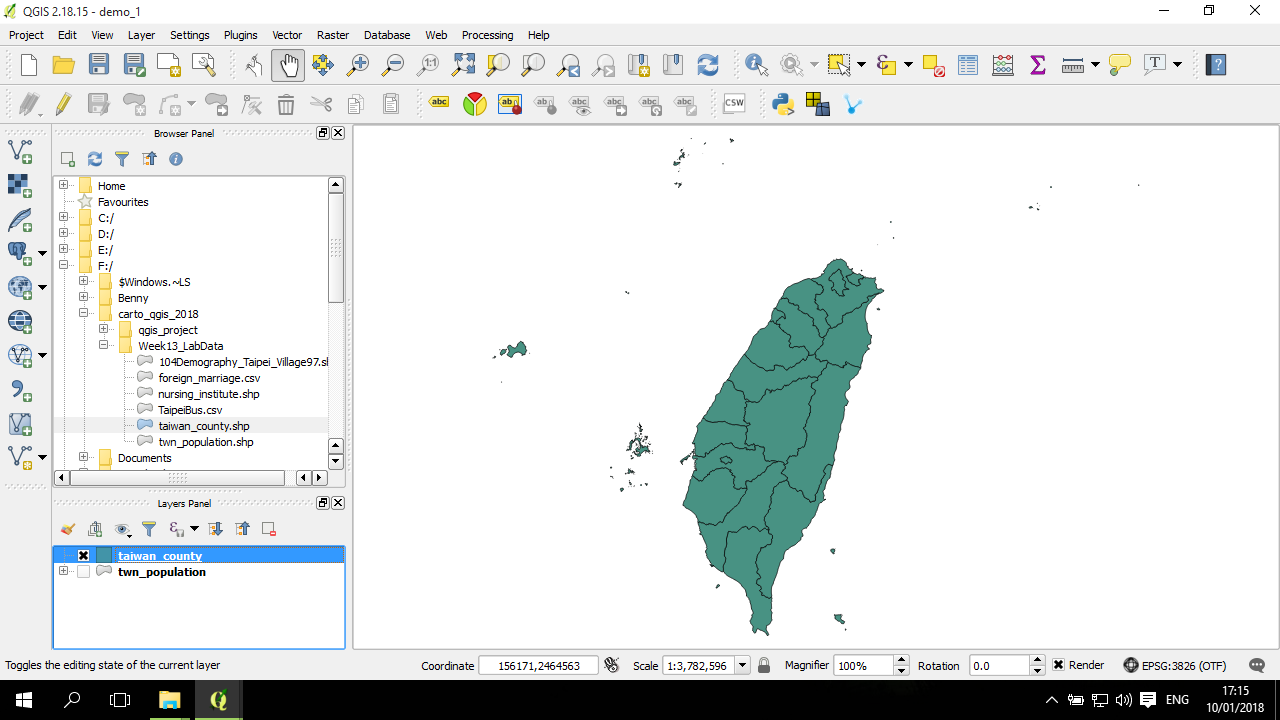 QGIS 2.18.15 - demo_1
Project Edit View Layer Settings Plugins Vector Raster Database Web Processing Help
Browser Panel
Home
Favourites
C:/
D:/
E:/
F:/
$Windows.~LS
Benny
carto_qgis_2018
qgis_project
Week13_LabData
104Demography_Taipei_Village97.sl
foreign_marriage.csv
nursing_institute.shp
TaipeiBus.csv
taiwan_county.shp
twn_population.shp
Documents
Layers Panel
taiwan_county
twn_population
Toggles the editing state of the current layer Coordinate 156171,2464563 Scale 1:3,782,596 Magnifier 100% Rotation 0.0 Render EPSG:3826 (OTF)
ENG
17:15
10/01/2018